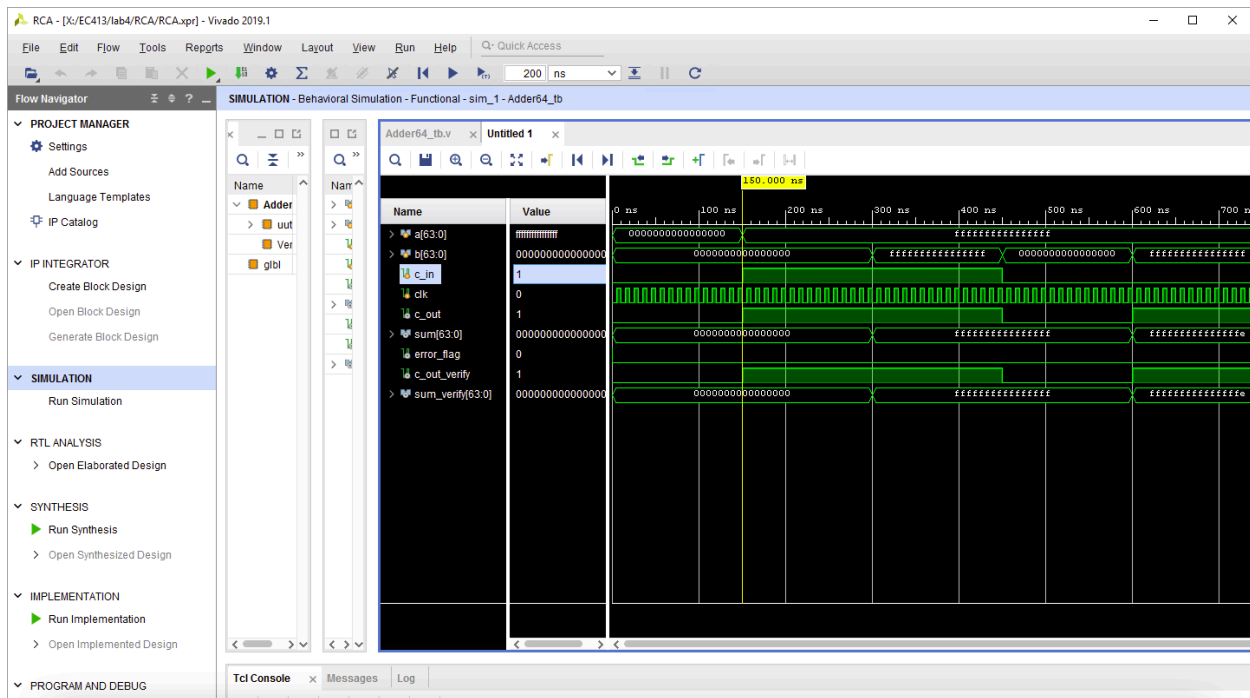 RCA - [X:/EC413/lab4/RCA/RCA.xpr] - Vivado 2019.1
File Edit Flow Tools Reports Window Layout View Run Help Quick Access
200 ns
Flow Navigator ? SIMULATION - Behavioral Simulation - Functional - sim_1 - Adder64_tb
PROJECT MANAGER
Settings
Add Sources
Language Templates
IP Catalog
IP INTEGRATOR
Create Block Design
Open Block Design
Generate Block Design
SIMULATION
Run Simulation
RTL ANALYSIS
Open Elaborated Design
SYNTHESIS
Run Synthesis
Open Synthesized Design
IMPLEMENTATION
Run Implementation
Open Implemented Design
PROGRAM AND DEBUG
Name
Adder
uut
Ver
glbl
Nam
Adder64_tb.v Untitled 1
150.000 ns
Name Value 0 ns 100 ns 200 ns 300 ns 400 ns 500 ns 600 ns 700 n
a[63:0] ffffffffffffffff 0000000000000000 ffffffffffffffff
b[63:0] 00000000000000 0000000000000000 ffffffffffffffff 0000000000000000 ffffffffffffffff
c_in 1
clk 0
c_out 1
sum[63:0] 00000000000000 0000000000000000 ffffffffffffffff fffffffffffffffe
error_flag 0
c_out_verify 1
sum_verify[63:0] 00000000000000 0000000000000000 ffffffffffffffff fffffffffffffffe
Tcl Console Messages Log